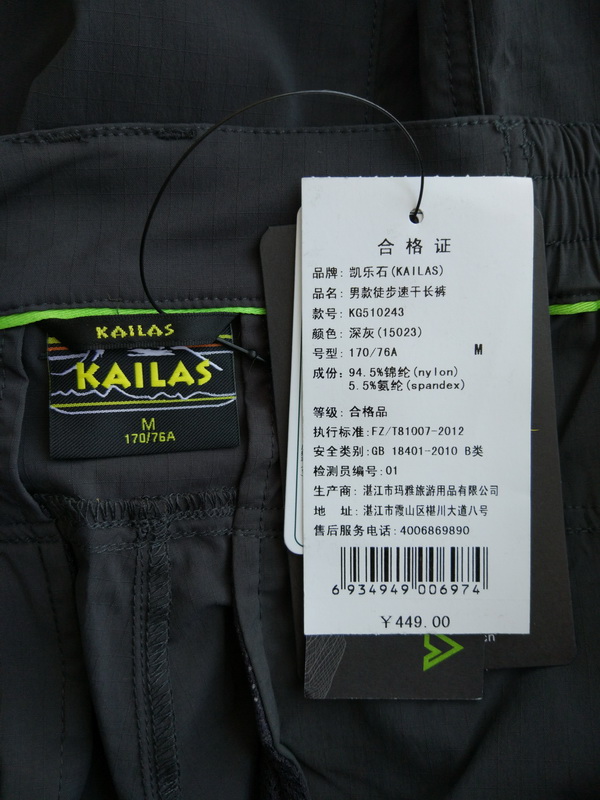 合格证
品牌: 凯乐石(KAILAS)
品名: 男款徒步速干长裤
款号: KG510243
颜色: 深灰(15023)
号型: 170/76A M
成份: 94.5%锦纶(nylon)
5.5%氨纶(spandex)
等级: 合格品
执行标准:FZ/T81007-2012
安全类别:GB 18401-2010 B类
检测员编号:01
生产商: 湛江市玛雅旅游用品有限公司
地 址: 湛江市霞山区椹川大道八号
售后服务电话: 4006869890
6 934949 006974
￥449.00
KAILAS
KAILAS
M
170/76A